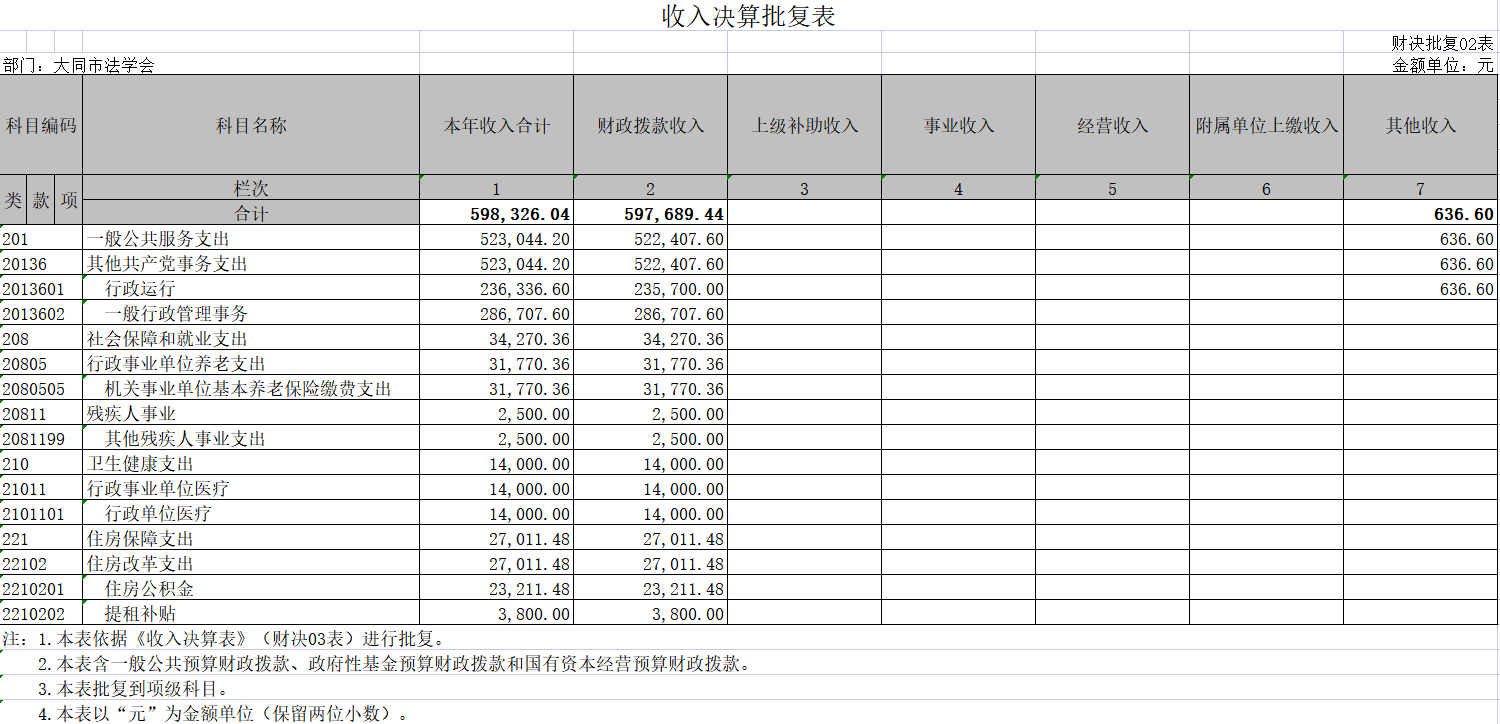 收入决算批复表
财决批复02表
部门：大同市法学会 金额单位：元
科目编码 科目名称 本年收入合计 财政拨款收入 上级补助收入 事业收入 经营收入 附属单位上缴收入 其他收入
类 款 项 栏次 1 2 3 4 5 6 7
合计 598,326.04 597,689.44 636.60
201 一般公共服务支出 523,044.20 522,407.60 636.60
20136 其他共产党事务支出 523,044.20 522,407.60 636.60
2013601 行政运行 236,336.60 235,700.00 636.60
2013602 一般行政管理事务 286,707.60 286,707.60
208 社会保障和就业支出 34,270.36 34,270.36
20805 行政事业单位养老支出 31,770.36 31,770.36
2080505 机关事业单位基本养老保险缴费支出 31,770.36 31,770.36
20811 残疾人事业 2,500.00 2,500.00
2081199 其他残疾人事业支出 2,500.00 2,500.00
210 卫生健康支出 14,000.00 14,000.00
21011 行政事业单位医疗 14,000.00 14,000.00
2101101 行政单位医疗 14,000.00 14,000.00
221 住房保障支出 27,011.48 27,011.48
22102 住房改革支出 27,011.48 27,011.48
2210201 住房公积金 23,211.48 23,211.48
2210202 提租补贴 3,800.00 3,800.00
注：1.本表依据《收入决算表》（财决03表）进行批复。
2.本表含一般公共预算财政拨款、政府性基金预算财政拨款和国有资本经营预算财政拨款。
3.本表批复到项级科目。
4.本表以“元”为金额单位（保留两位小数）。